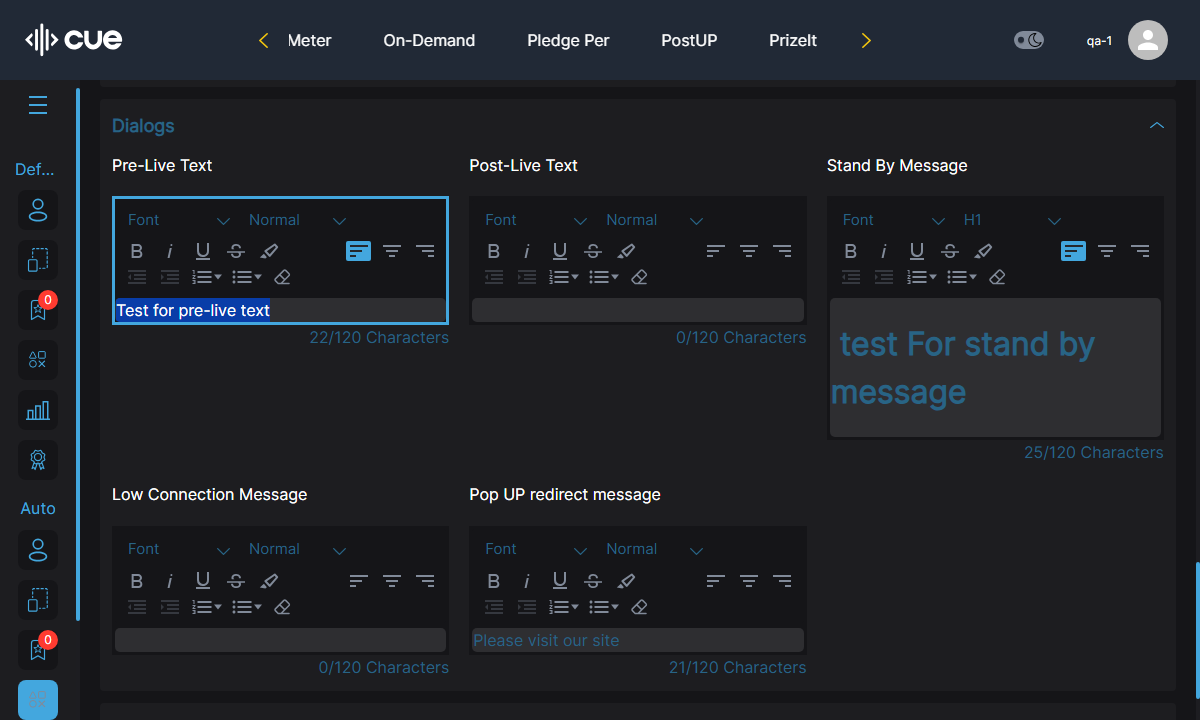 cue
Meter
On-Demand
Pledge Per
PostUP
PrizeIt
qa-1
Def...
0
Auto
0
Dialogs
Pre-Live Text
Font
Normal
B i U S
Test for pre-live text
22/120 Characters
Post-Live Text
Font
Normal
B i U S
0/120 Characters
Stand By Message
Font
H1
B i U S
test For stand by
message
25/120 Characters
Low Connection Message
Font
Normal
B i U S
0/120 Characters
Pop UP redirect message
Font
Normal
B i U S
Please visit our site
21/120 Characters